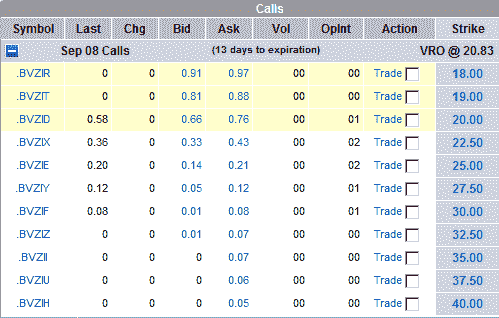 Calls
Symbol Last Chg Bid Ask Vol OpInt Action Strike
Sep 08 Calls (13 days to expiration) VRO @ 20.83
.BVZIR 0 0 0.91 0.97 00 00 Trade 18.00
.BVZIT 0 0 0.81 0.88 00 00 Trade 19.00
.BVZID 0.58 0 0.66 0.76 00 01 Trade 20.00
.BVZIX 0.36 0 0.33 0.43 00 02 Trade 22.50
.BVZIE 0.20 0 0.14 0.21 00 02 Trade 25.00
.BVZIY 0.12 0 0.05 0.12 00 01 Trade 27.50
.BVZIF 0.08 0 0.01 0.08 00 01 Trade 30.00
.BVZIZ 0 0 0.01 0.07 00 00 Trade 32.50
.BVZII 0 0 0 0.07 00 00 Trade 35.00
.BVZIU 0 0 0 0.06 00 00 Trade 37.50
.BVZIH 0 0 0 0.05 00 00 Trade 40.00